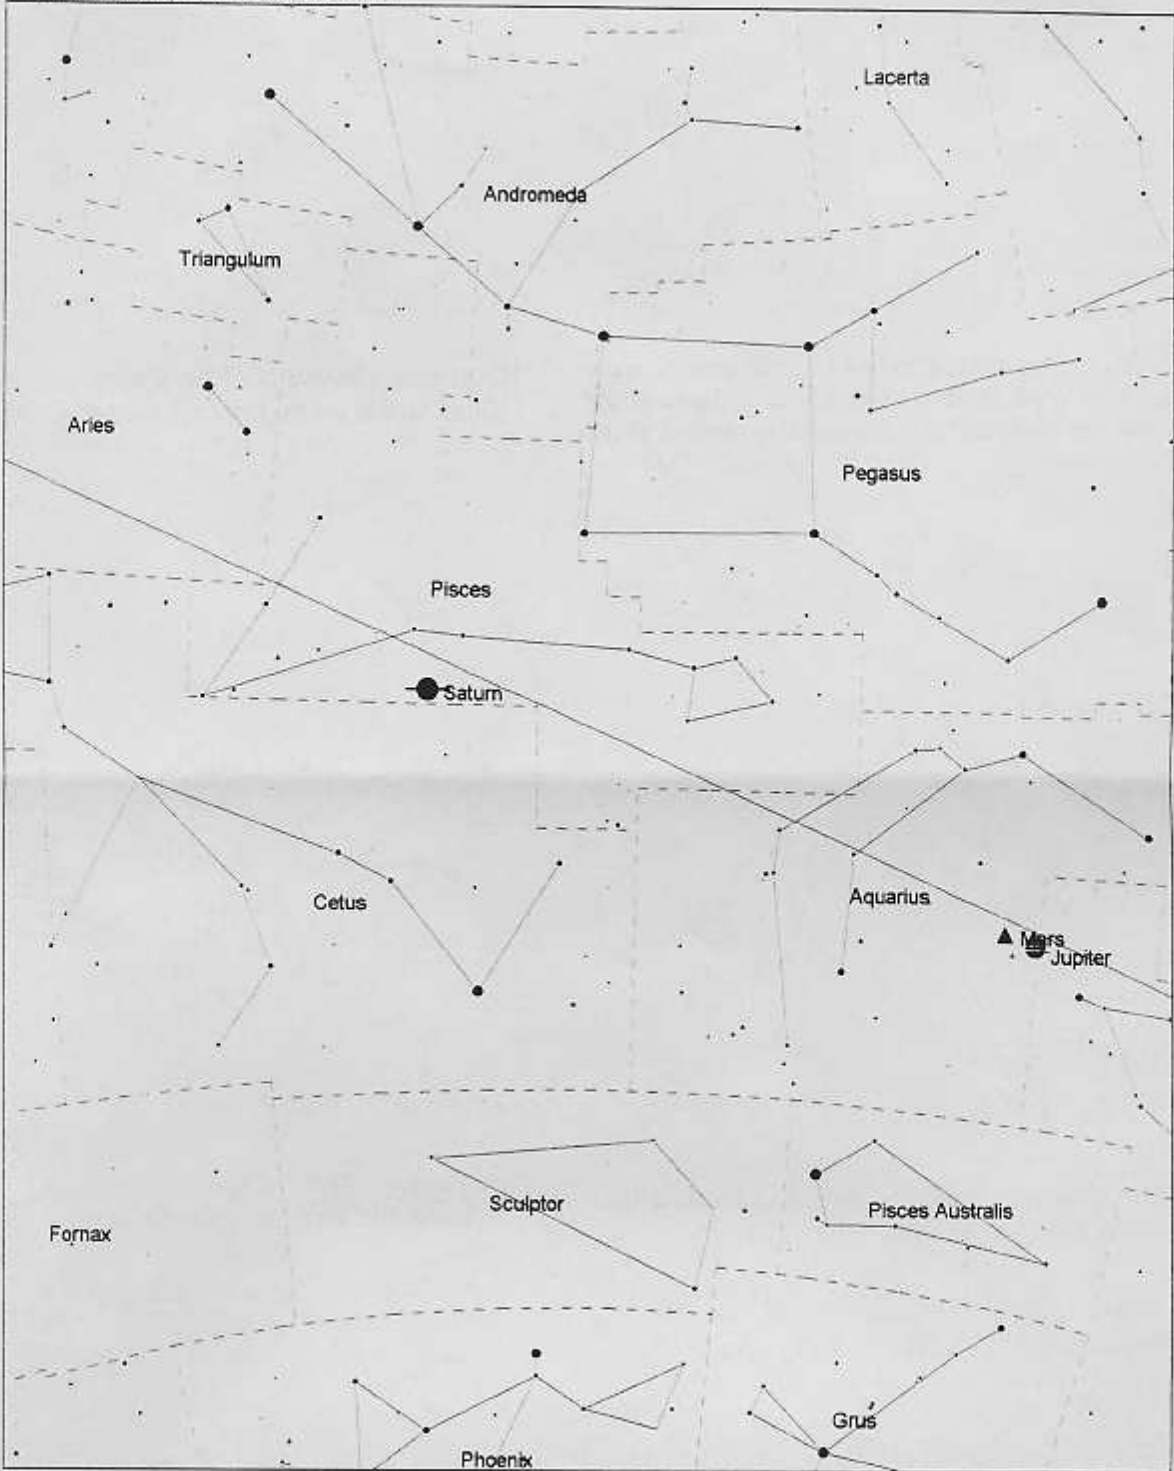 Lacerta
Andromeda
Triangulum
Aries
Pegasus
Pisces
Saturn
Cetus
Aquarius
Mars
Jupiter
Sculptor
Pisces Australis
Fornax
Grus
Phoenix